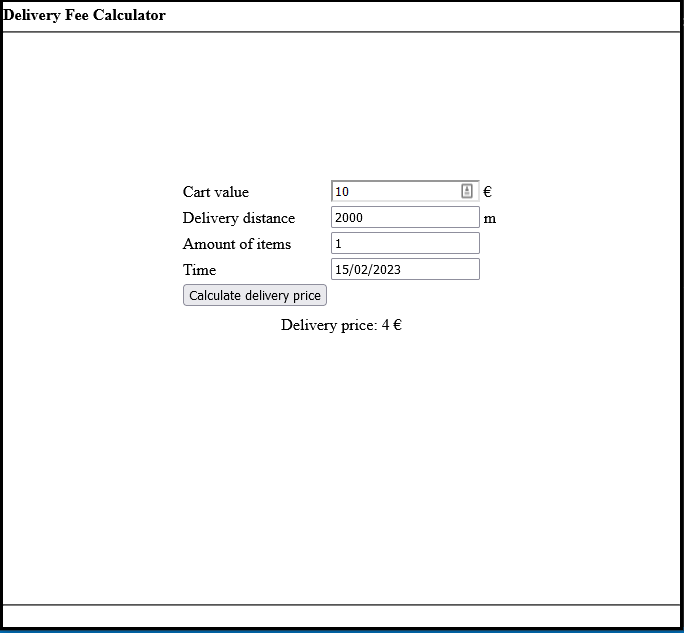 Delivery Fee Calculator
Cart value 10 €
Delivery distance 2000 m
Amount of items 1
Time 15/02/2023
Calculate delivery price
Delivery price: 4 €